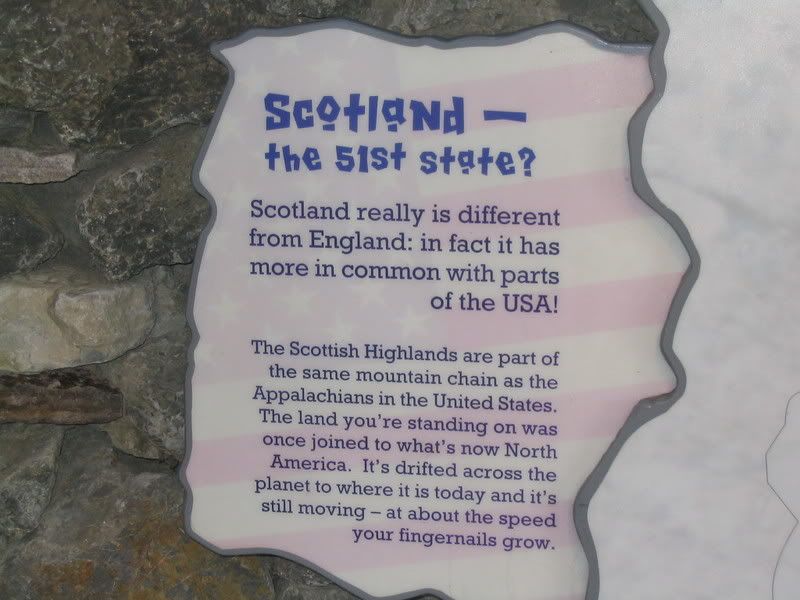 Scotland —
the 51st state?
Scotland really is different
from England: in fact it has
more in common with parts
of the USA!
The Scottish Highlands are part of
the same mountain chain as the
Appalachians in the United States.
The land you're standing on was
once joined to what's now North
America. It's drifted across the
planet to where it is today and it's
still moving – at about the speed
your fingernails grow.